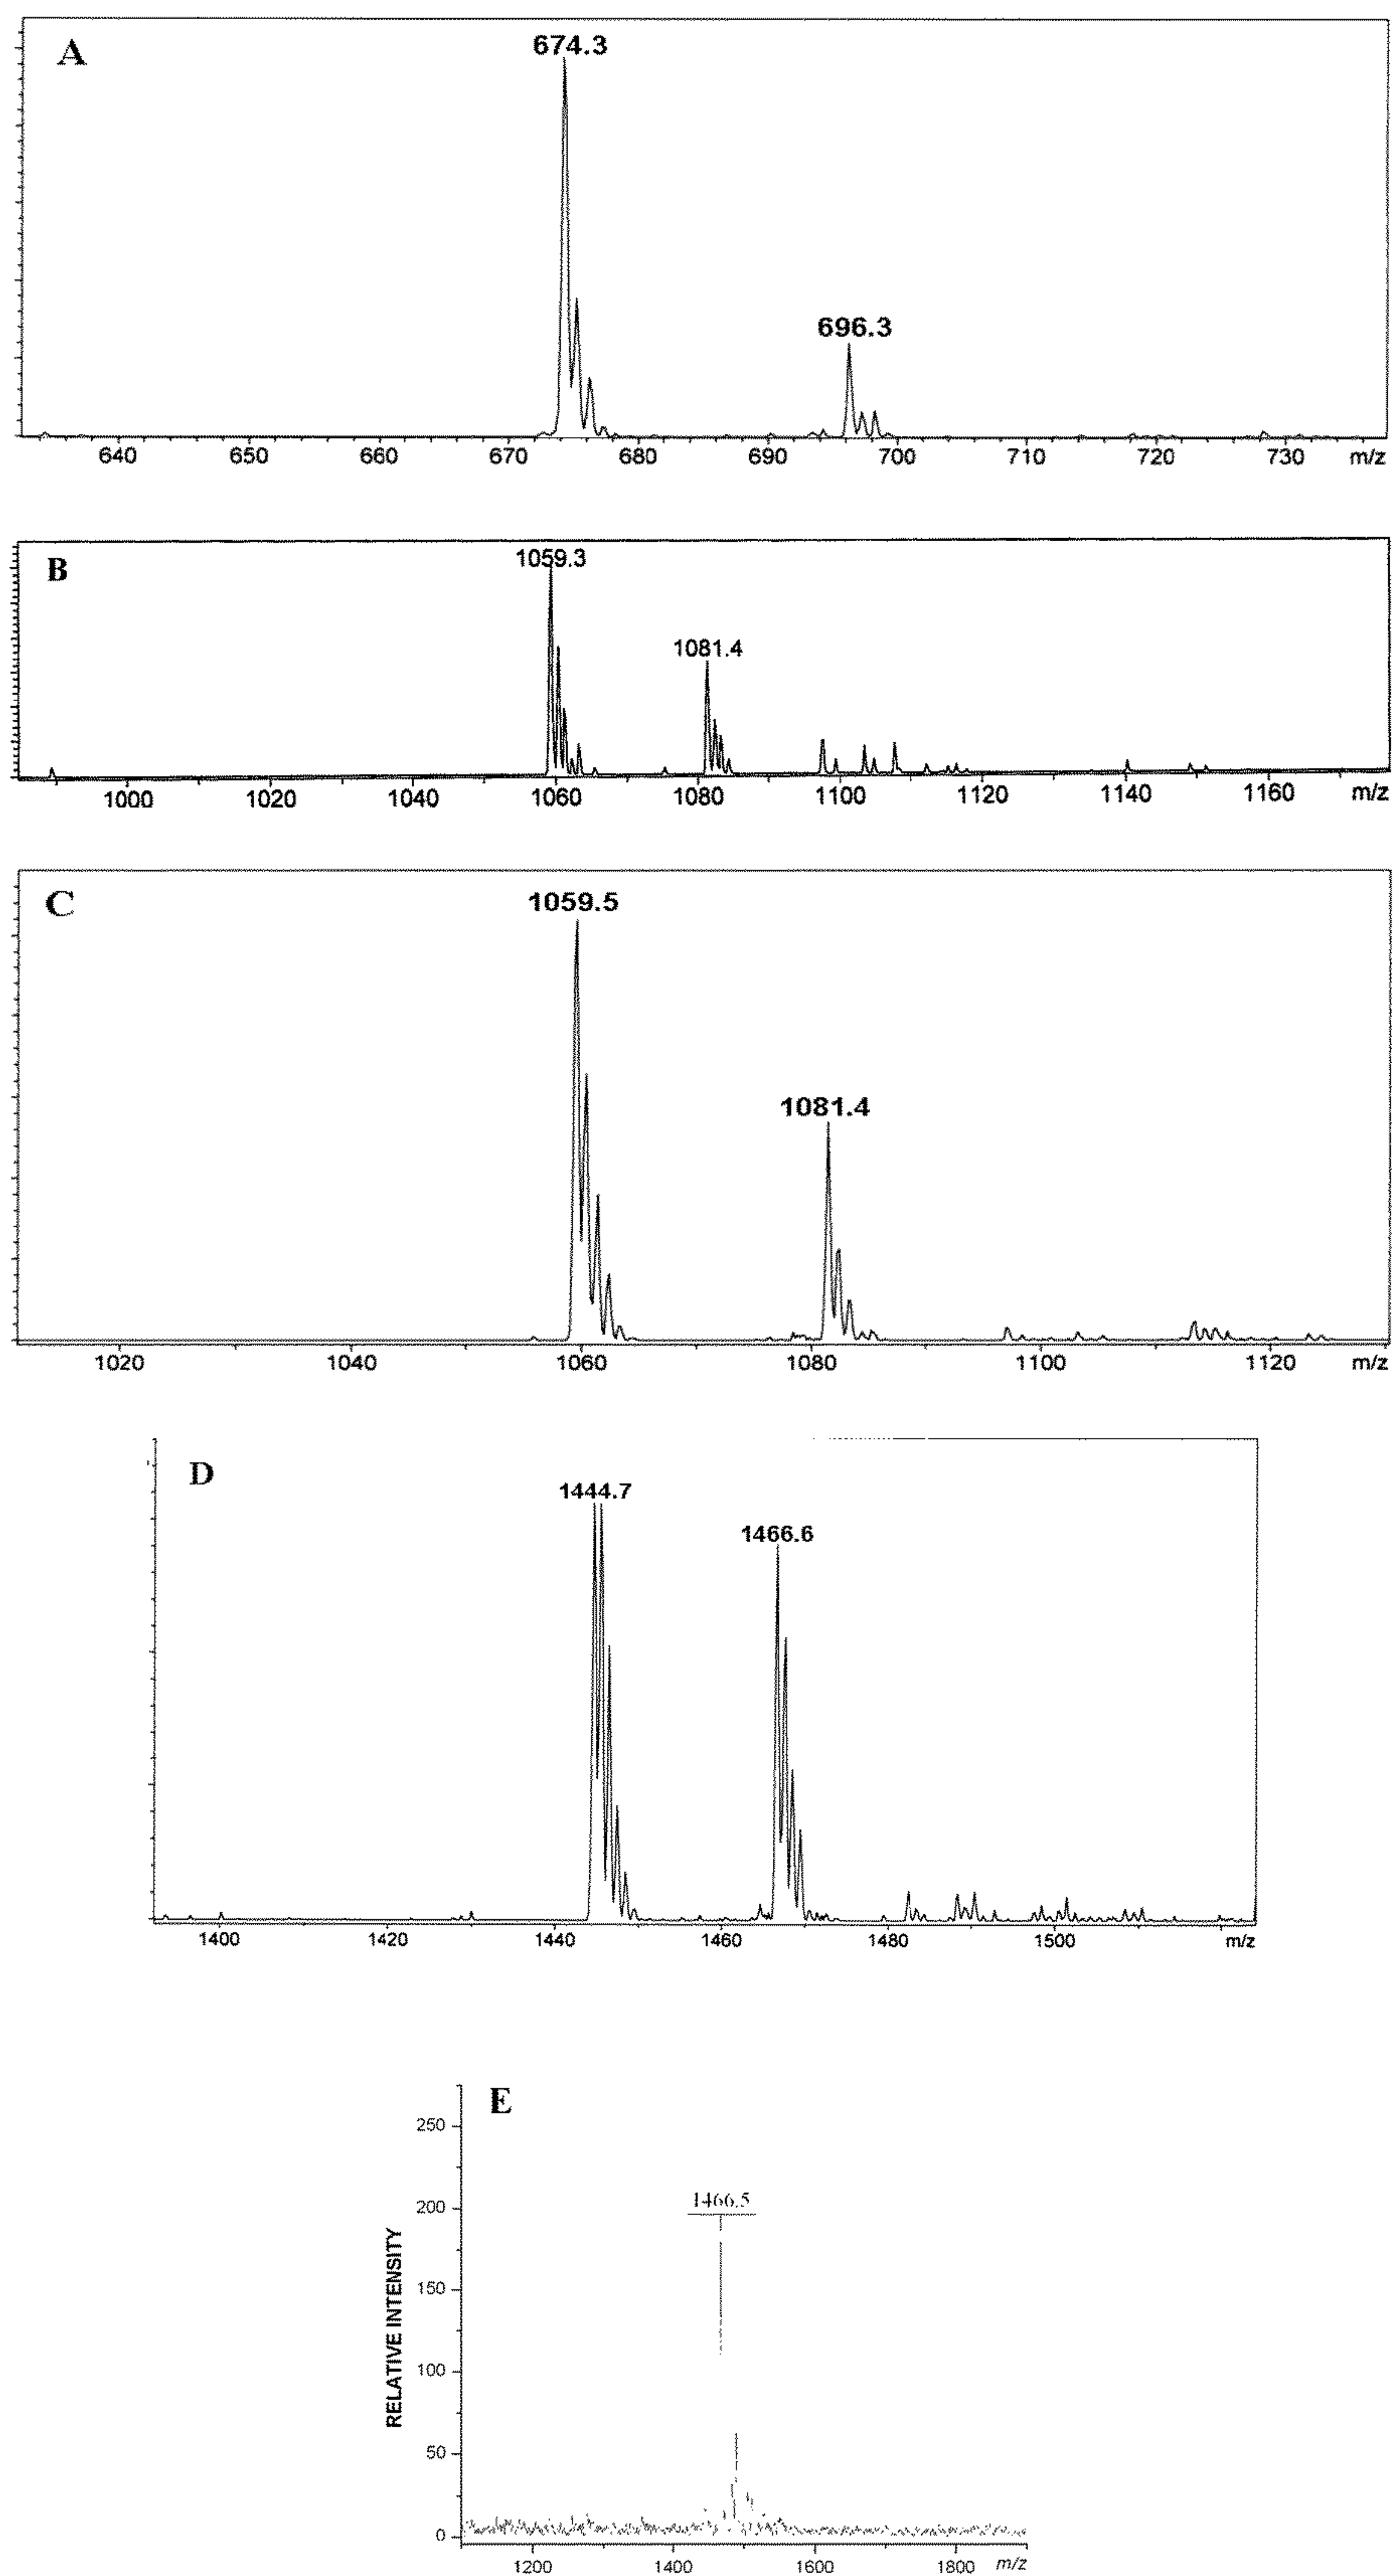 A
674.3
696.3
640 650 660 670 680 690 700 710 720 730 m/z
B
1059.3
1081.4
1000 1020 1040 1060 1080 1100 1120 1140 1160 m/z
C
1059.5
1081.4
1020 1040 1060 1080 1100 1120 m/z
D
1444.7
1466.6
1400 1420 1440 1460 1480 1500 m/z
E
250
200
150
100
50
0
RELATIVE INTENSITY
1466.5
1200 1400 1600 1800 m/z